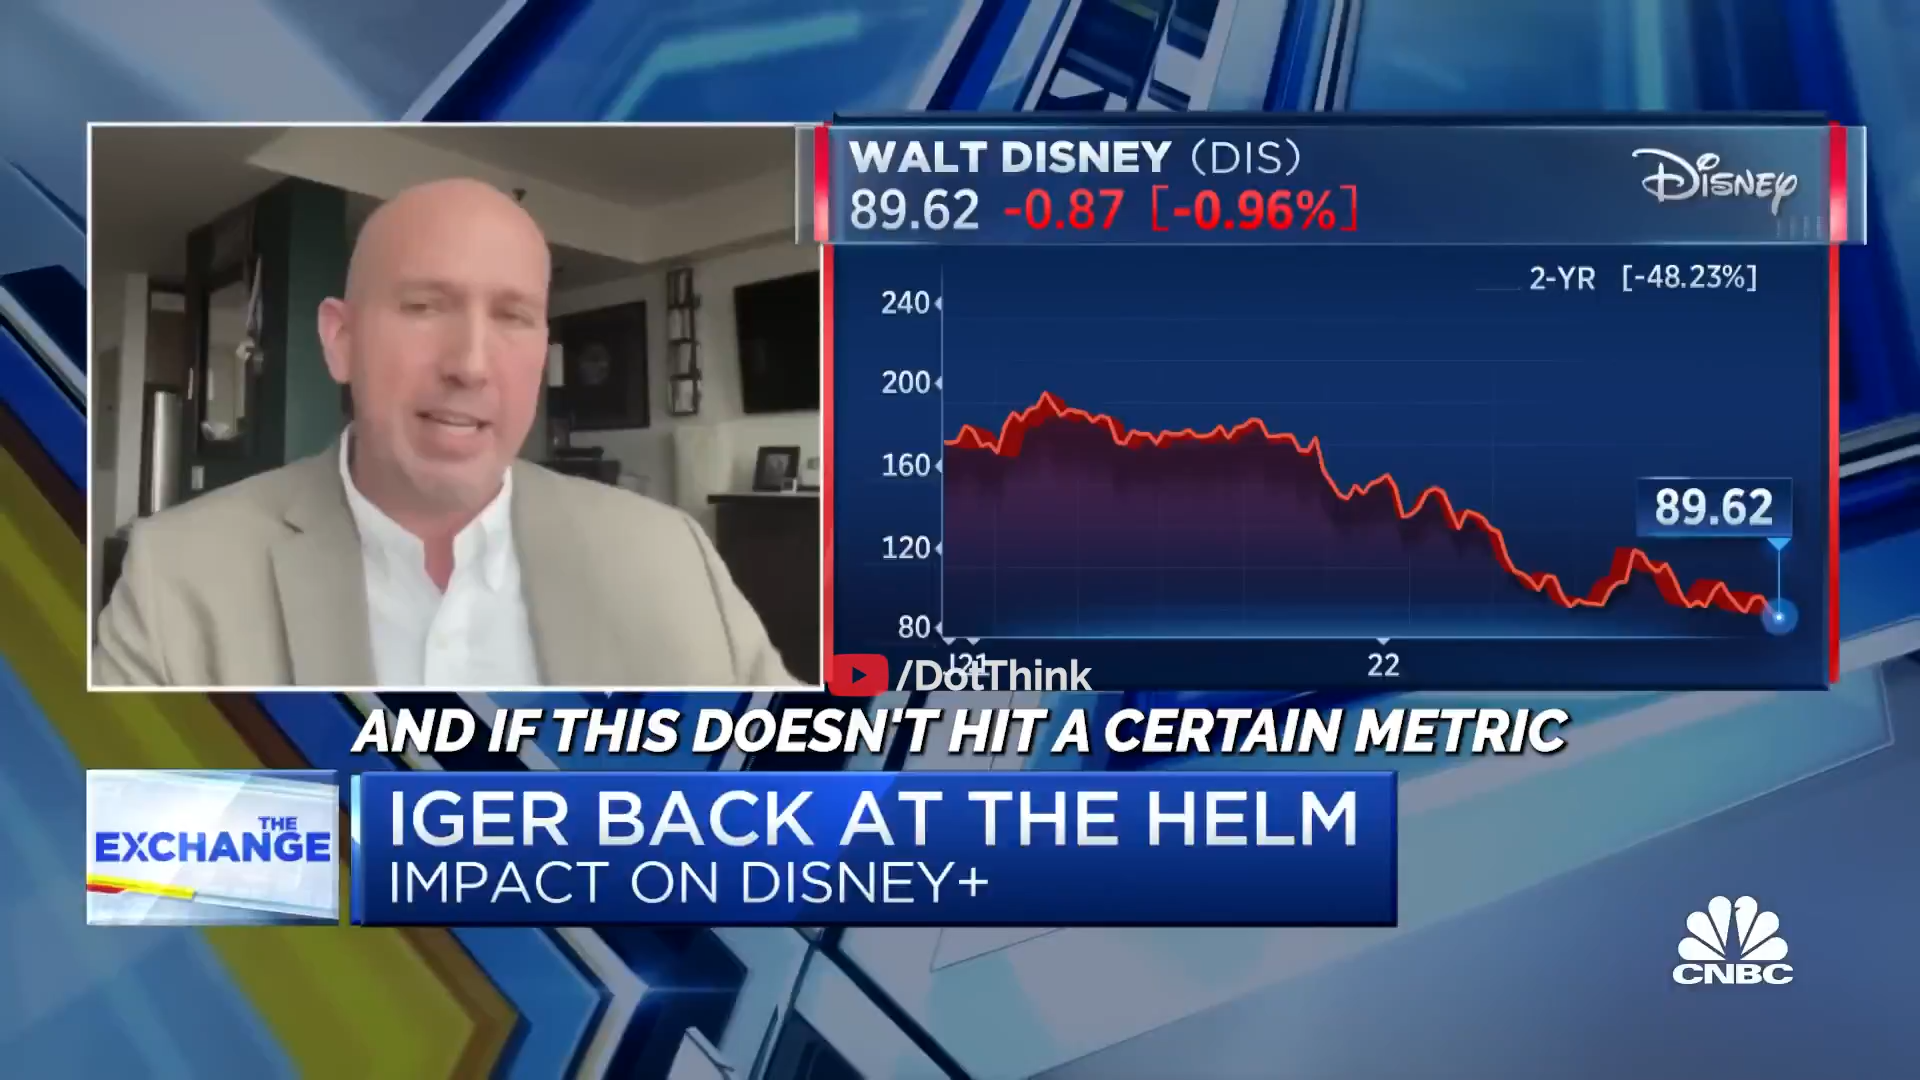 WALT DISNEY (DIS)
89.62 -0.87 [-0.96%]
DISNEY
2-YR [-48.23%]
240
200
160
120
80
89.62
22
/DotThink
AND IF THIS DOESN'T HIT A CERTAIN METRIC
THE
EXCHANGE
IGER BACK AT THE HELM
IMPACT ON DISNEY+
CNBC